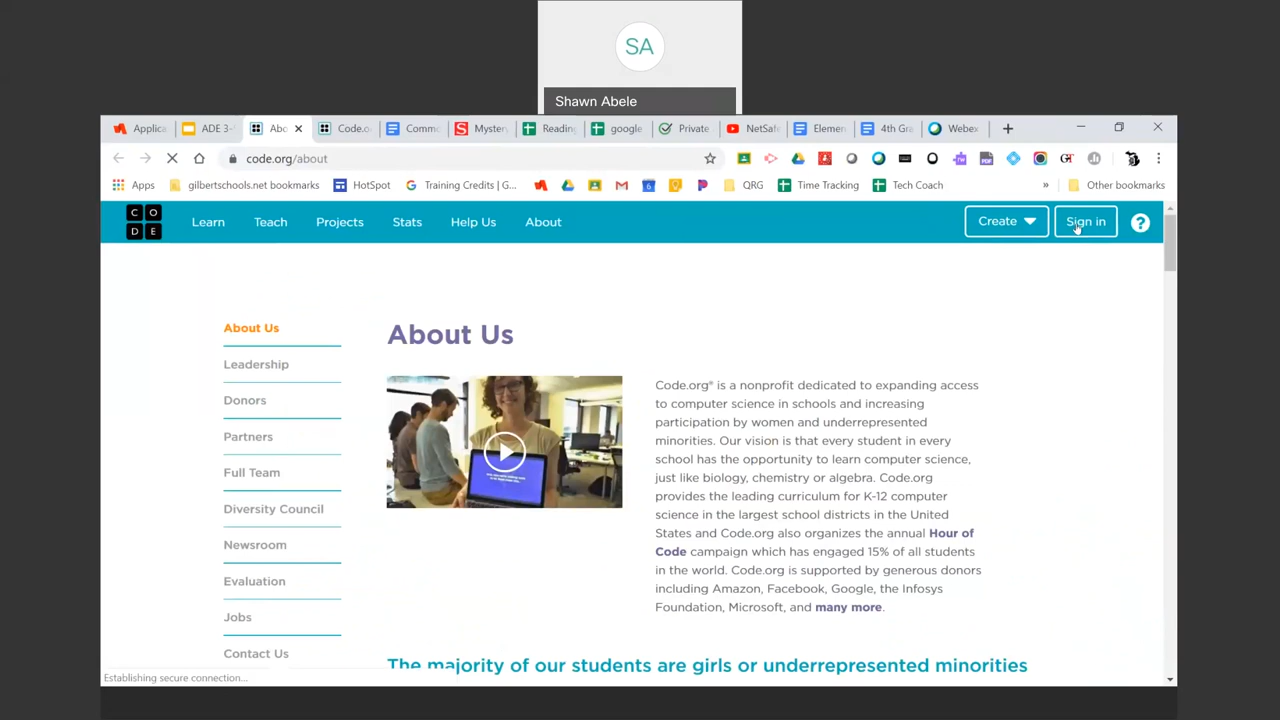 SA
Shawn Abele
Applica
ADE 3-
Abo
Code.o
Commo
Myster
Reading
google
Private
NetSafe
Elemen
4th Gra
Webex
code.org/about
Apps
gilbertschools.net bookmarks
HotSpot
Training Credits | G...
QRG
Time Tracking
Tech Coach
»
Other bookmarks
CODE
Learn
Teach
Projects
Stats
Help Us
About
Create
Sign in
?
About Us
Leadership
Donors
Partners
Full Team
Diversity Council
Newsroom
Evaluation
Jobs
Contact Us
About Us
Code.org® is a nonprofit dedicated to expanding access
to computer science in schools and increasing
participation by women and underrepresented
minorities. Our vision is that every student in every
school has the opportunity to learn computer science,
just like biology, chemistry or algebra. Code.org
provides the leading curriculum for K-12 computer
science in the largest school districts in the United
States and Code.org also organizes the annual Hour of
Code campaign which has engaged 15% of all students
in the world. Code.org is supported by generous donors
including Amazon, Facebook, Google, the Infosys
Foundation, Microsoft, and many more.
The majority of our students are girls or underrepresented minorities
Establishing secure connection...